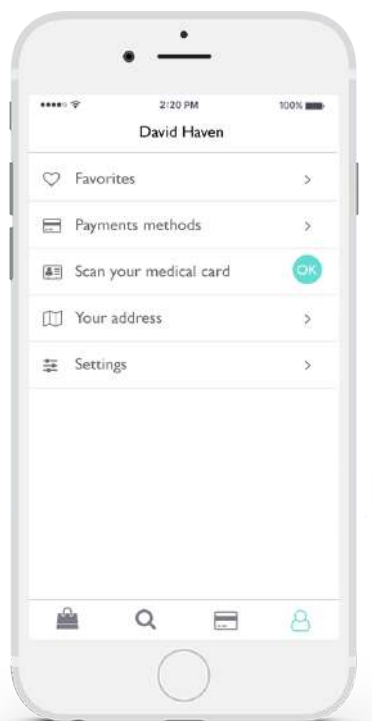 2:20 PM 100%
David Haven
Favorites
Payments methods
Scan your medical card OK
Your address
Settings